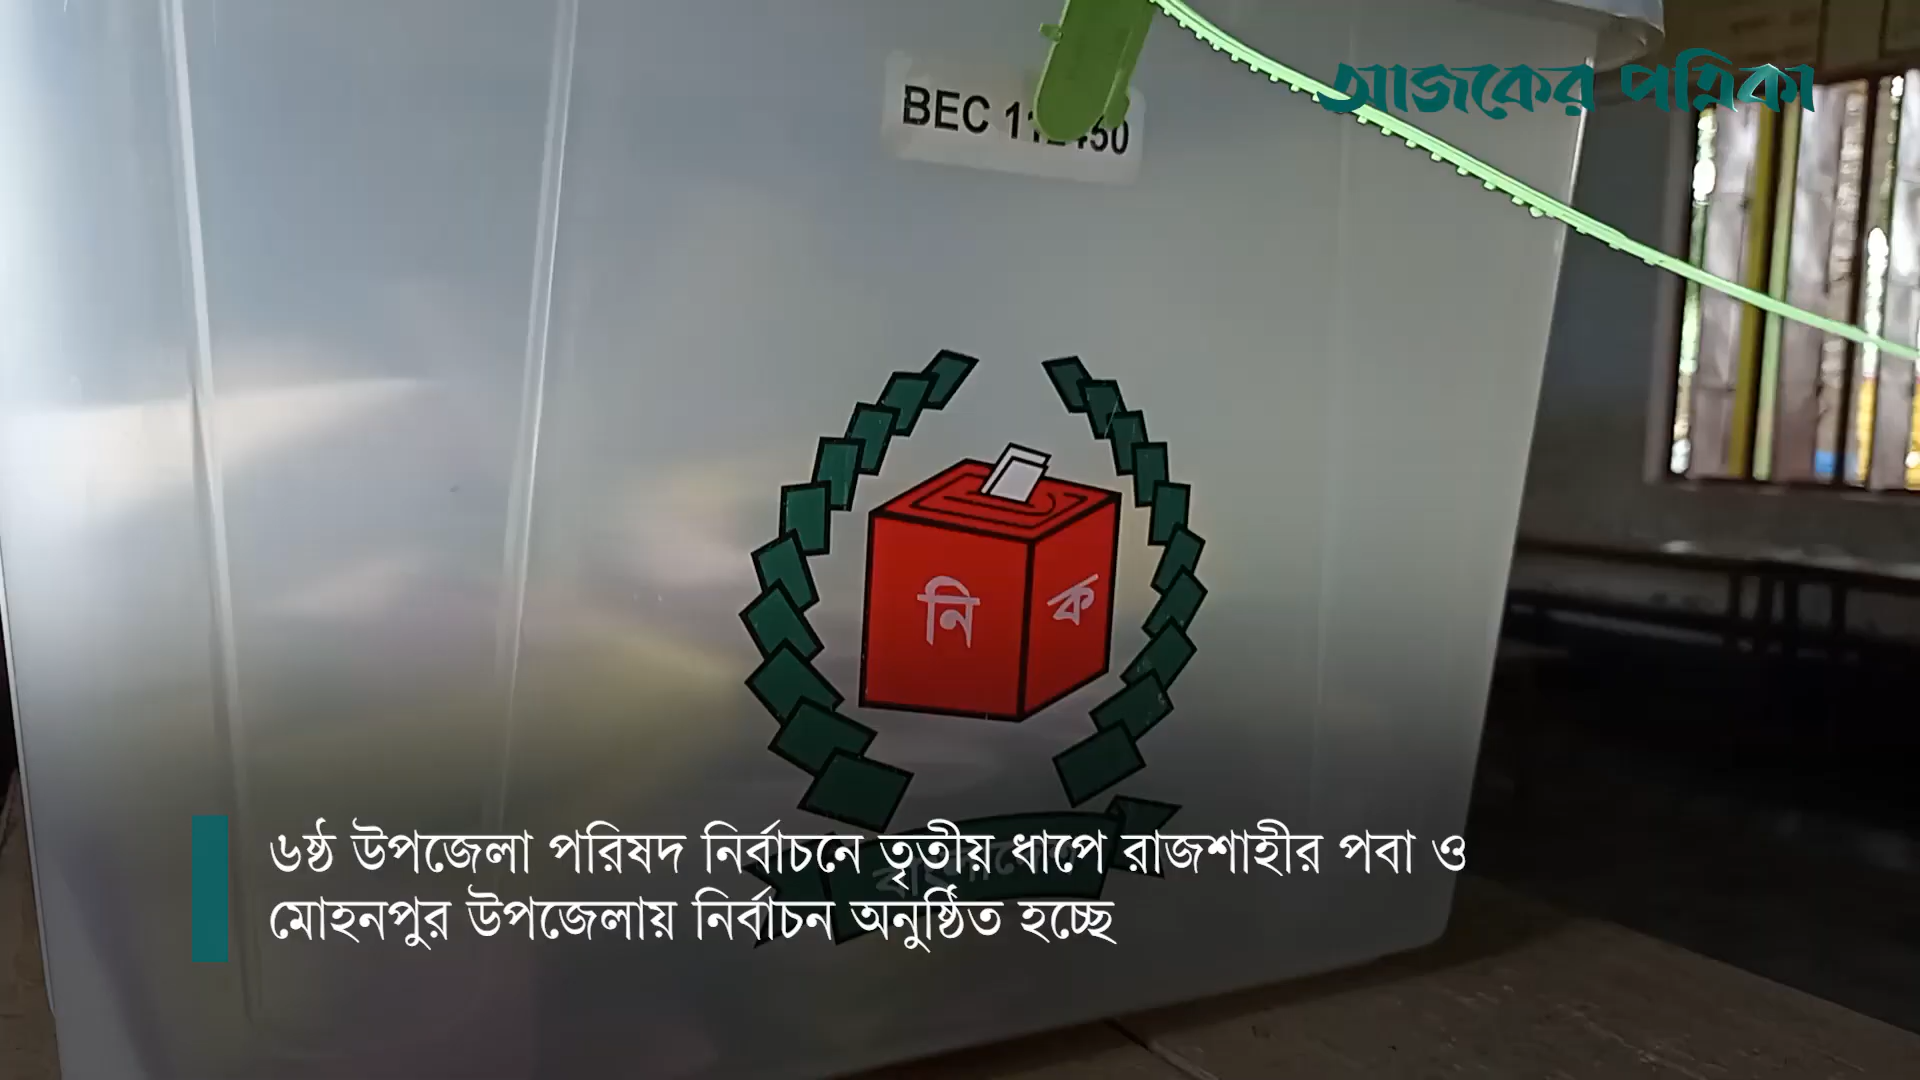 আজকের পত্রিকা
BEC
নি ক
৬ষ্ঠ উপজেলা পরিষদ নির্বাচনে তৃতীয় ধাপে রাজশাহীর পবা ও
মোহনপুর উপজেলায় নির্বাচন অনুষ্ঠিত হচ্ছে